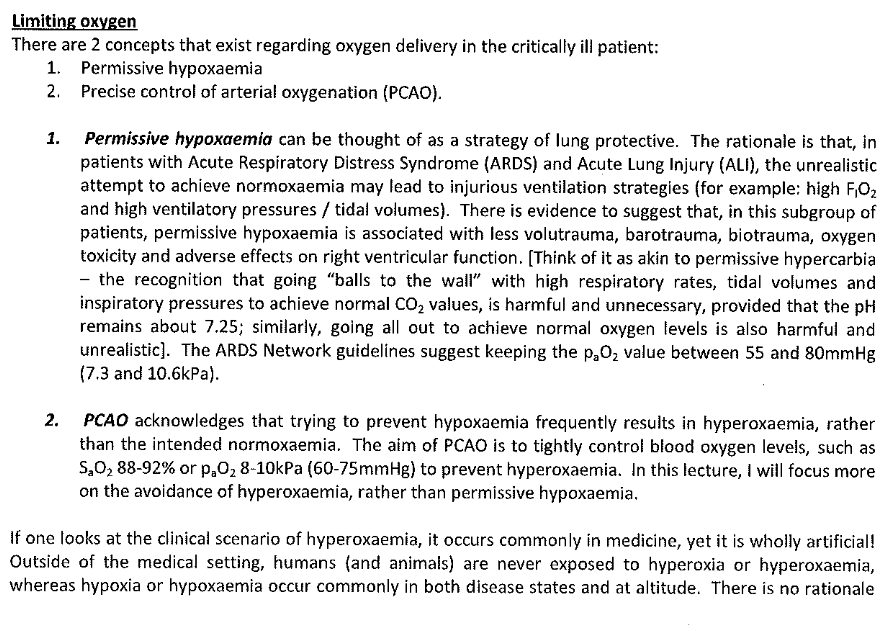 Limiting oxygen
There are 2 concepts that exist regarding oxygen delivery in the critically ill patient:
1. Permissive hypoxaemia
2. Precise control of arterial oxygenation (PCAO).
1. Permissive hypoxaemia can be thought of as a strategy of lung protective. The rationale is that, in
patients with Acute Respiratory Distress Syndrome (ARDS) and Acute Lung Injury (ALI), the unrealistic
attempt to achieve normoxaemia may lead to injurious ventilation strategies (for example: high FIO2
and high ventilatory pressures / tidal volumes). There is evidence to suggest that, in this subgroup of
patients, permissive hypoxaemia is associated with less volutrauma, barotrauma, biotrauma, oxygen
toxicity and adverse effects on right ventricular function. [Think of it as akin to permissive hypercarbia
– the recognition that going “balls to the wall” with high respiratory rates, tidal volumes and
inspiratory pressures to achieve normal CO2 values, is harmful and unnecessary, provided that the pH
remains about 7.25; similarly, going all out to achieve normal oxygen levels is also harmful and
unrealistic]. The ARDS Network guidelines suggest keeping the paO2 value between 55 and 80mmHg
(7.3 and 10.6kPa).
2. PCAO acknowledges that trying to prevent hypoxaemia frequently results in hyperoxaemia, rather
than the intended normoxaemia. The aim of PCAO is to tightly control blood oxygen levels, such as
SaO2 88-92% or paO2 8-10kPa (60-75mmHg) to prevent hyperoxaemia. In this lecture, I will focus more
on the avoidance of hyperoxaemia, rather than permissive hypoxaemia.
If one looks at the clinical scenario of hyperoxaemia, it occurs commonly in medicine, yet it is wholly artificial!
Outside of the medical setting, humans (and animals) are never exposed to hyperoxia or hyperoxaemia,
whereas hypoxia or hypoxaemia occur commonly in both disease states and at altitude. There is no rationale